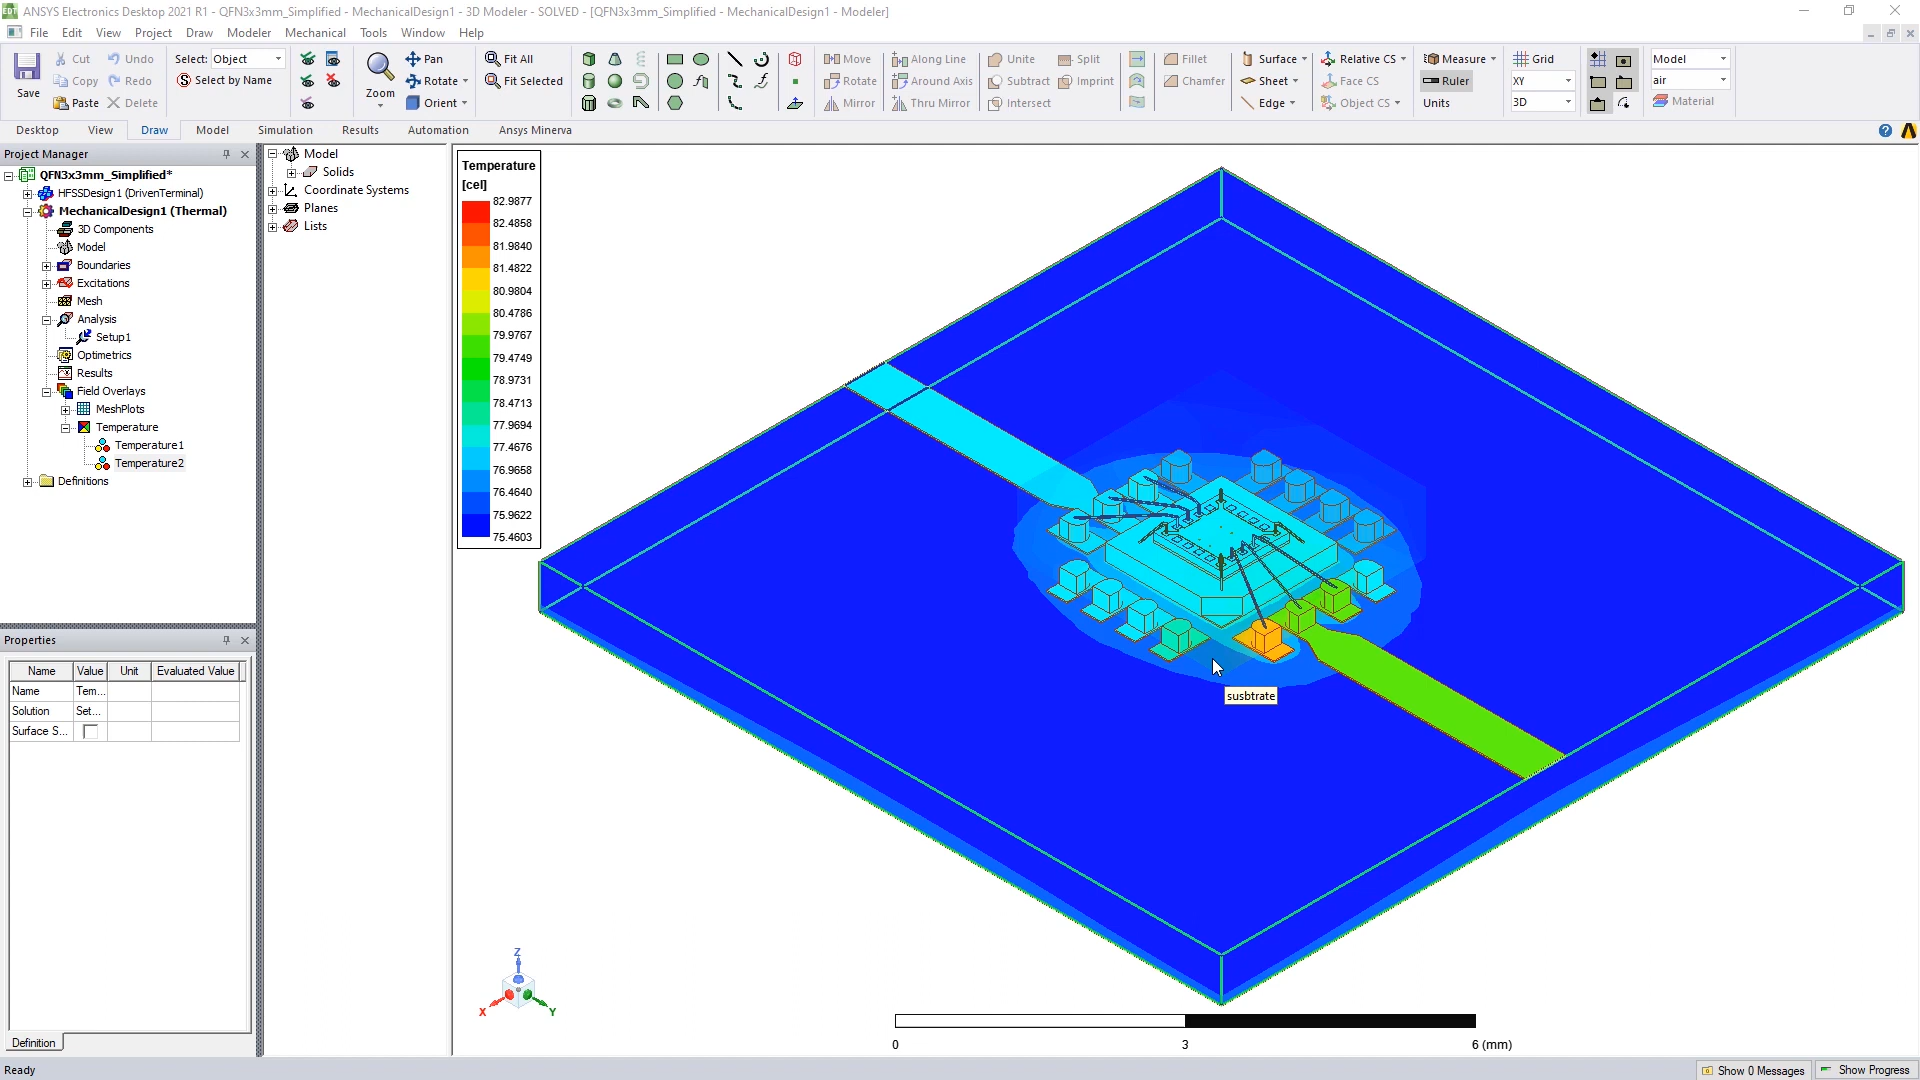 ANSYS Electronics Desktop 2021 R1 - QFN3x3mm_Simplified - MechanicalDesign1 - 3D Modeler - SOLVED - [QFN3x3mm_Simplified - MechanicalDesign1 - Modeler]
File Edit View Project Draw Modeler Mechanical Tools Window Help
Save
Cut Undo
Copy Redo
Paste Delete
Select: Object
Select by Name
Zoom
Pan
Rotate
Orient
Fit All
Fit Selected
Move Along Line
Rotate Around Axis
Mirror Thru Mirror
Unite Split
Subtract Imprint
Intersect
Fillet
Chamfer
Surface
Sheet
Edge
Relative CS
Face CS
Object CS
Measure
Ruler
Units
Grid
XY
3D
Model
air
Material
Desktop View Draw Model Simulation Results Automation Ansys Minerva
Project Manager
QFN3x3mm_Simplified*
HFSSDesign1 (DrivenTerminal)
MechanicalDesign1 (Thermal)
3D Components
Model
Boundaries
Excitations
Mesh
Analysis
Setup1
Optimetrics
Results
Field Overlays
MeshPlots
Temperature
Temperature1
Temperature2
Definitions
Model
Solids
Coordinate Systems
Planes
Lists
Temperature
[cel]
82.9877
82.4858
81.9840
81.4822
80.9804
80.4786
79.9767
79.4749
78.9731
78.4713
77.9694
77.4676
76.9658
76.4640
75.9622
75.4603
susbtrate
Properties
Name Value Unit Evaluated Value
Name Tem...
Solution Set...
Surface S...
Definition
Z
X
Y
0 3 6 (mm)
Ready
Show 0 Messages Show Progress